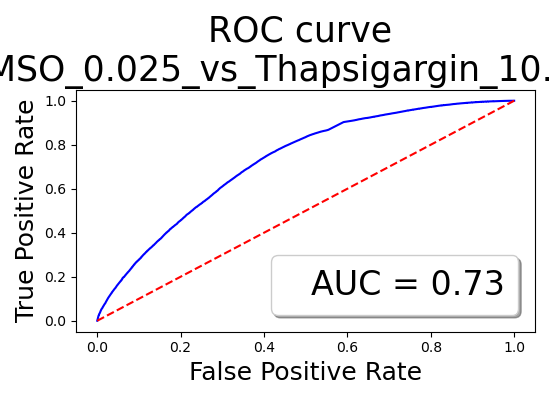 ROC curve
MSO_0.025_vs_Thapsigargin_10.
True Positive Rate
1.0
0.8
0.6
0.4
0.2
0.0
AUC = 0.73
0.0 0.2 0.4 0.6 0.8 1.0
False Positive Rate